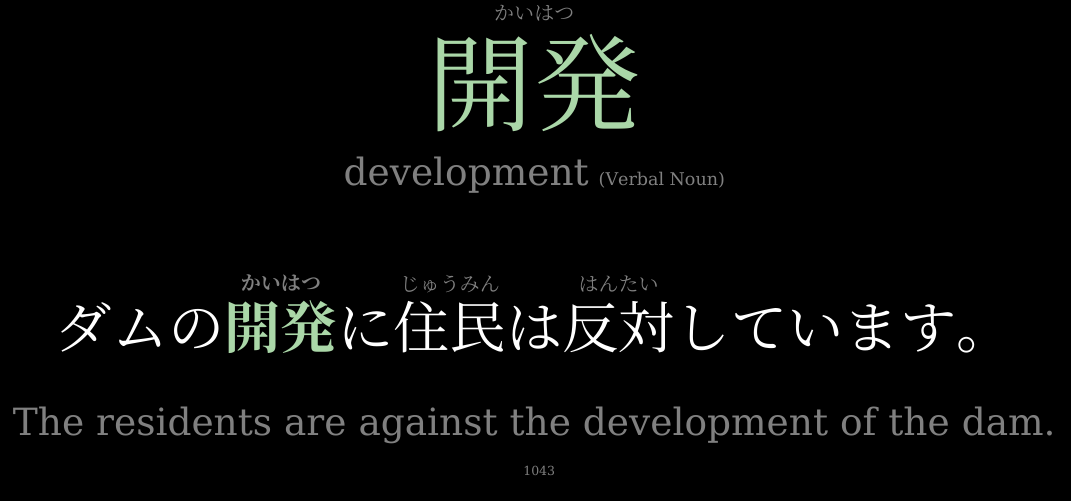 かいはつ
開発
development (Verbal Noun)
かいはつ じゅうみん はんたい
ダムの開発に住民は反対しています。
The residents are against the development of the dam.
1043